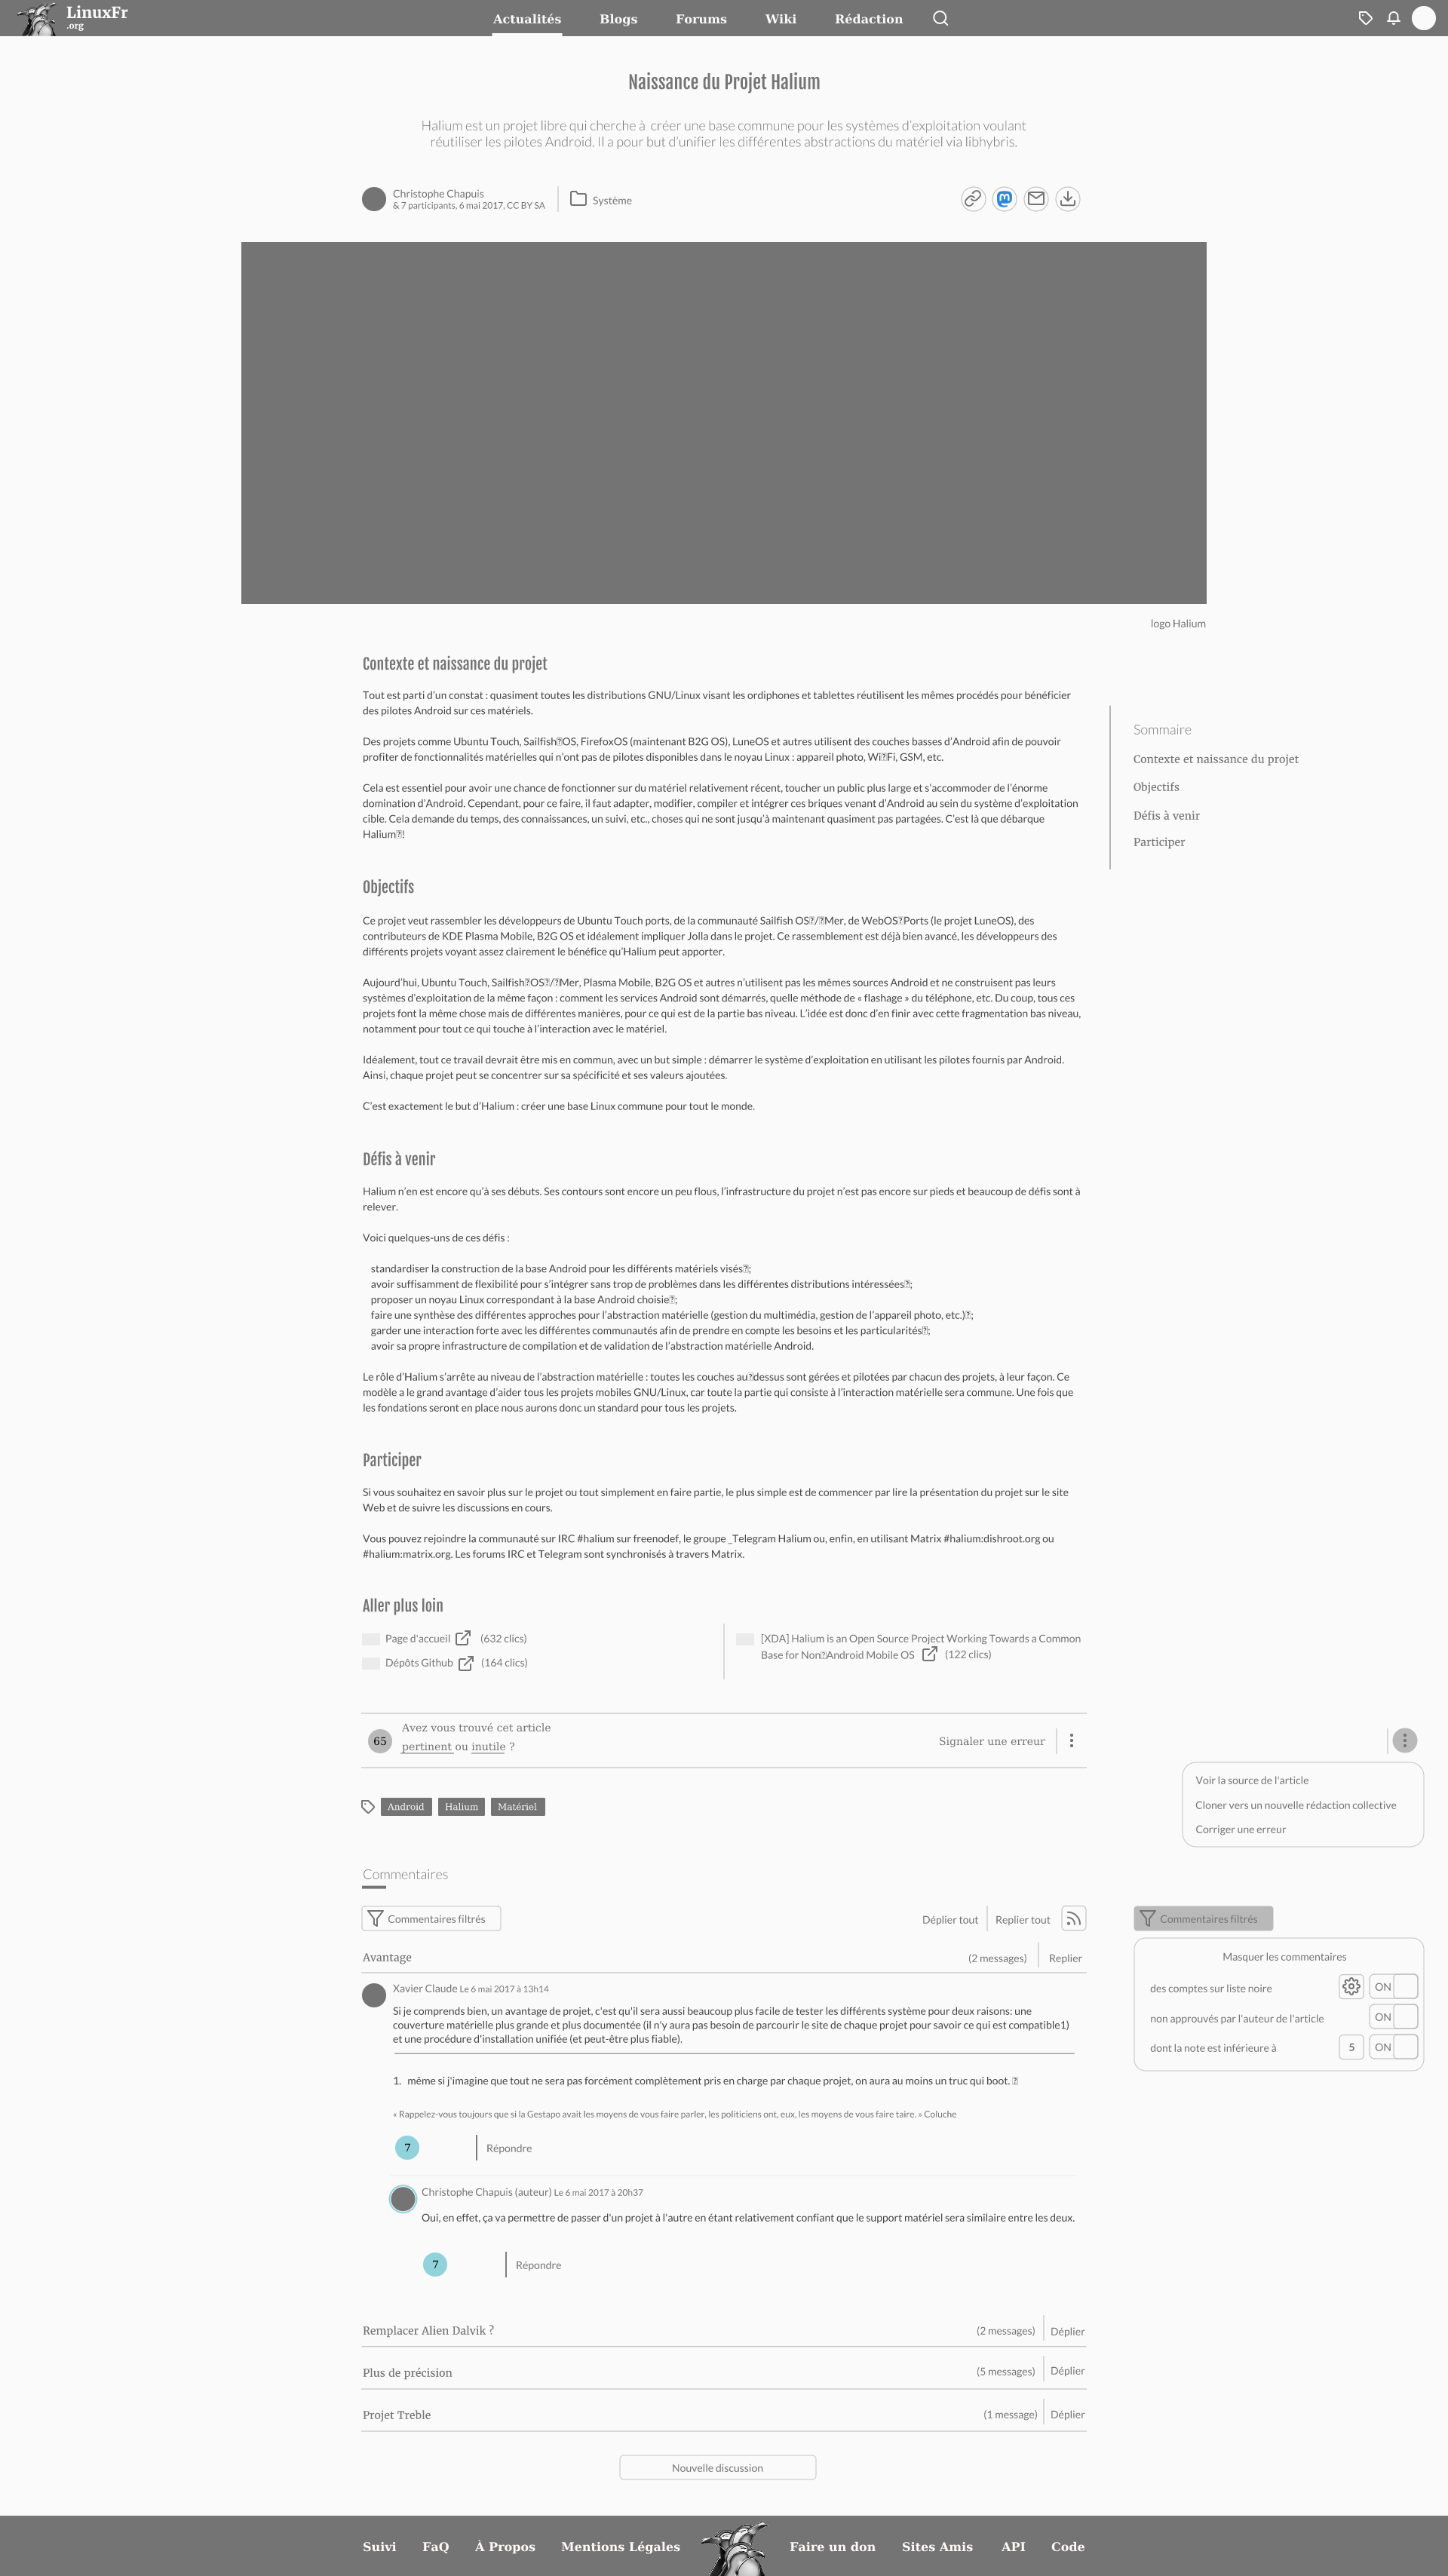 LinuxFr
.org
Actualités Blogs Forums Wiki Rédaction
Naissance du Projet Halium
Halium est un projet libre qui cherche à créer une base commune pour les systèmes d’exploitation voulant
réutiliser les pilotes Android. Il a pour but d’unifier les différentes abstractions du matériel via libhybris.
Christophe Chapuis
& 7 participants, 6 mai 2017, CC BY SA
Système
logo Halium
Contexte et naissance du projet
Tout est parti d’un constat : quasiment toutes les distributions GNU/Linux visant les ordiphones et tablettes réutilisent les mêmes procédés pour bénéficier
des pilotes Android sur ces matériels.
Des projets comme Ubuntu Touch, Sailfish�OS, FirefoxOS (maintenant B2G OS), LuneOS et autres utilisent des couches basses d’Android afin de pouvoir
profiter de fonctionnalités matérielles qui n’ont pas de pilotes disponibles dans le noyau Linux : appareil photo, Wi�Fi, GSM, etc.
Cela est essentiel pour avoir une chance de fonctionner sur du matériel relativement récent, toucher un public plus large et s’accommoder de l’énorme
domination d’Android. Cependant, pour ce faire, il faut adapter, modifier, compiler et intégrer ces briques venant d’Android au sein du système d’exploitation
cible. Cela demande du temps, des connaissances, un suivi, etc., choses qui ne sont jusqu’à maintenant quasiment pas partagées. C’est là que débarque
Halium�!
Sommaire
Contexte et naissance du projet
Objectifs
Défis à venir
Participer
Objectifs
Ce projet veut rassembler les développeurs de Ubuntu Touch ports, de la communauté Sailfish OS�/�Mer, de WebOS�Ports (le projet LuneOS), des
contributeurs de KDE Plasma Mobile, B2G OS et idéalement impliquer Jolla dans le projet. Ce rassemblement est déjà bien avancé, les développeurs des
différents projets voyant assez clairement le bénéfice qu’Halium peut apporter.
Aujourd’hui, Ubuntu Touch, Sailfish�OS�/�Mer, Plasma Mobile, B2G OS et autres n’utilisent pas les mêmes sources Android et ne construisent pas leurs
systèmes d’exploitation de la même façon : comment les services Android sont démarrés, quelle méthode de « flashage » du téléphone, etc. Du coup, tous ces
projets font la même chose mais de différentes manières, pour ce qui est de la partie bas niveau. L’idée est donc d’en finir avec cette fragmentation bas niveau,
notamment pour tout ce qui touche à l’interaction avec le matériel.
Idéalement, tout ce travail devrait être mis en commun, avec un but simple : démarrer le système d’exploitation en utilisant les pilotes fournis par Android.
Ainsi, chaque projet peut se concentrer sur sa spécificité et ses valeurs ajoutées.
C’est exactement le but d’Halium : créer une base Linux commune pour tout le monde.
Défis à venir
Halium n’en est encore qu’à ses débuts. Ses contours sont encore un peu flous, l’infrastructure du projet n’est pas encore sur pieds et beaucoup de défis sont à
relever.
Voici quelques-uns de ces défis :
standardiser la construction de la base Android pour les différents matériels visés�;
avoir suffisamment de flexibilité pour s’intégrer sans trop de problèmes dans les différentes distributions intéressées�;
proposer un noyau Linux correspondant à la base Android choisie�;
faire une synthèse des différentes approches pour l’abstraction matérielle (gestion du multimédia, gestion de l’appareil photo, etc.)�;
garder une interaction forte avec les différentes communautés afin de prendre en compte les besoins et les particularités�;
avoir sa propre infrastructure de compilation et de validation de l’abstraction matérielle Android.
Le rôle d’Halium s’arrête au niveau de l’abstraction matérielle : toutes les couches au�dessus sont gérées et pilotées par chacun des projets, à leur façon. Ce
modèle a le grand avantage d’aider tous les projets mobiles GNU/Linux, car toute la partie qui consiste à l’interaction matérielle sera commune. Une fois que
les fondations seront en place nous aurons donc un standard pour tous les projets.
Participer
Si vous souhaitez en savoir plus sur le projet ou tout simplement en faire partie, le plus simple est de commencer par lire la présentation du projet sur le site
Web et de suivre les discussions en cours.
Vous pouvez rejoindre la communauté sur IRC #halium sur freenodef, le groupe _Telegram Halium ou, enfin, en utilisant Matrix #halium:dishroot.org ou
#halium:matrix.org. Les forums IRC et Telegram sont synchronisés à travers Matrix.
Aller plus loin
Page d'accueil (632 clics)
Dépôts Github (164 clics)
[XDA] Halium is an Open Source Project Working Towards a Common
Base for Non�Android Mobile OS (122 clics)
65
Avez vous trouvé cet article
pertinent ou inutile ?
Signaler une erreur
Voir la source de l'article
Cloner vers un nouvelle rédaction collective
Corriger une erreur
Android Halium Matériel
Commentaires
Commentaires filtrés
Déplier tout Replier tout
Commentaires filtrés
Masquer les commentaires
des comptes sur liste noire ON
non approuvés par l'auteur de l'article ON
dont la note est inférieure à 5 ON
Avantage (2 messages) Replier
Xavier Claude Le 6 mai 2017 à 13h14
Si je comprends bien, un avantage de projet, c'est qu'il sera aussi beaucoup plus facile de tester les différents système pour deux raisons: une
couverture matérielle plus grande et plus documentée (il n'y aura pas besoin de parcourir le site de chaque projet pour savoir ce qui est compatible1)
et une procédure d'installation unifiée (et peut-être plus fiable).
1. même si j'imagine que tout ne sera pas forcément complètement pris en charge par chaque projet, on aura au moins un truc qui boot. �
« Rappelez-vous toujours que si la Gestapo avait les moyens de vous faire parler, les politiciens ont, eux, les moyens de vous faire taire. » Coluche
7 Répondre
Christophe Chapuis (auteur) Le 6 mai 2017 à 20h37
Oui, en effet, ça va permettre de passer d'un projet à l'autre en étant relativement confiant que le support matériel sera similaire entre les deux.
7 Répondre
Remplacer Alien Dalvik ? (2 messages) Déplier
Plus de précision (5 messages) Déplier
Projet Treble (1 message) Déplier
Nouvelle discussion
Suivi FaQ À Propos Mentions Légales Faire un don Sites Amis API Code